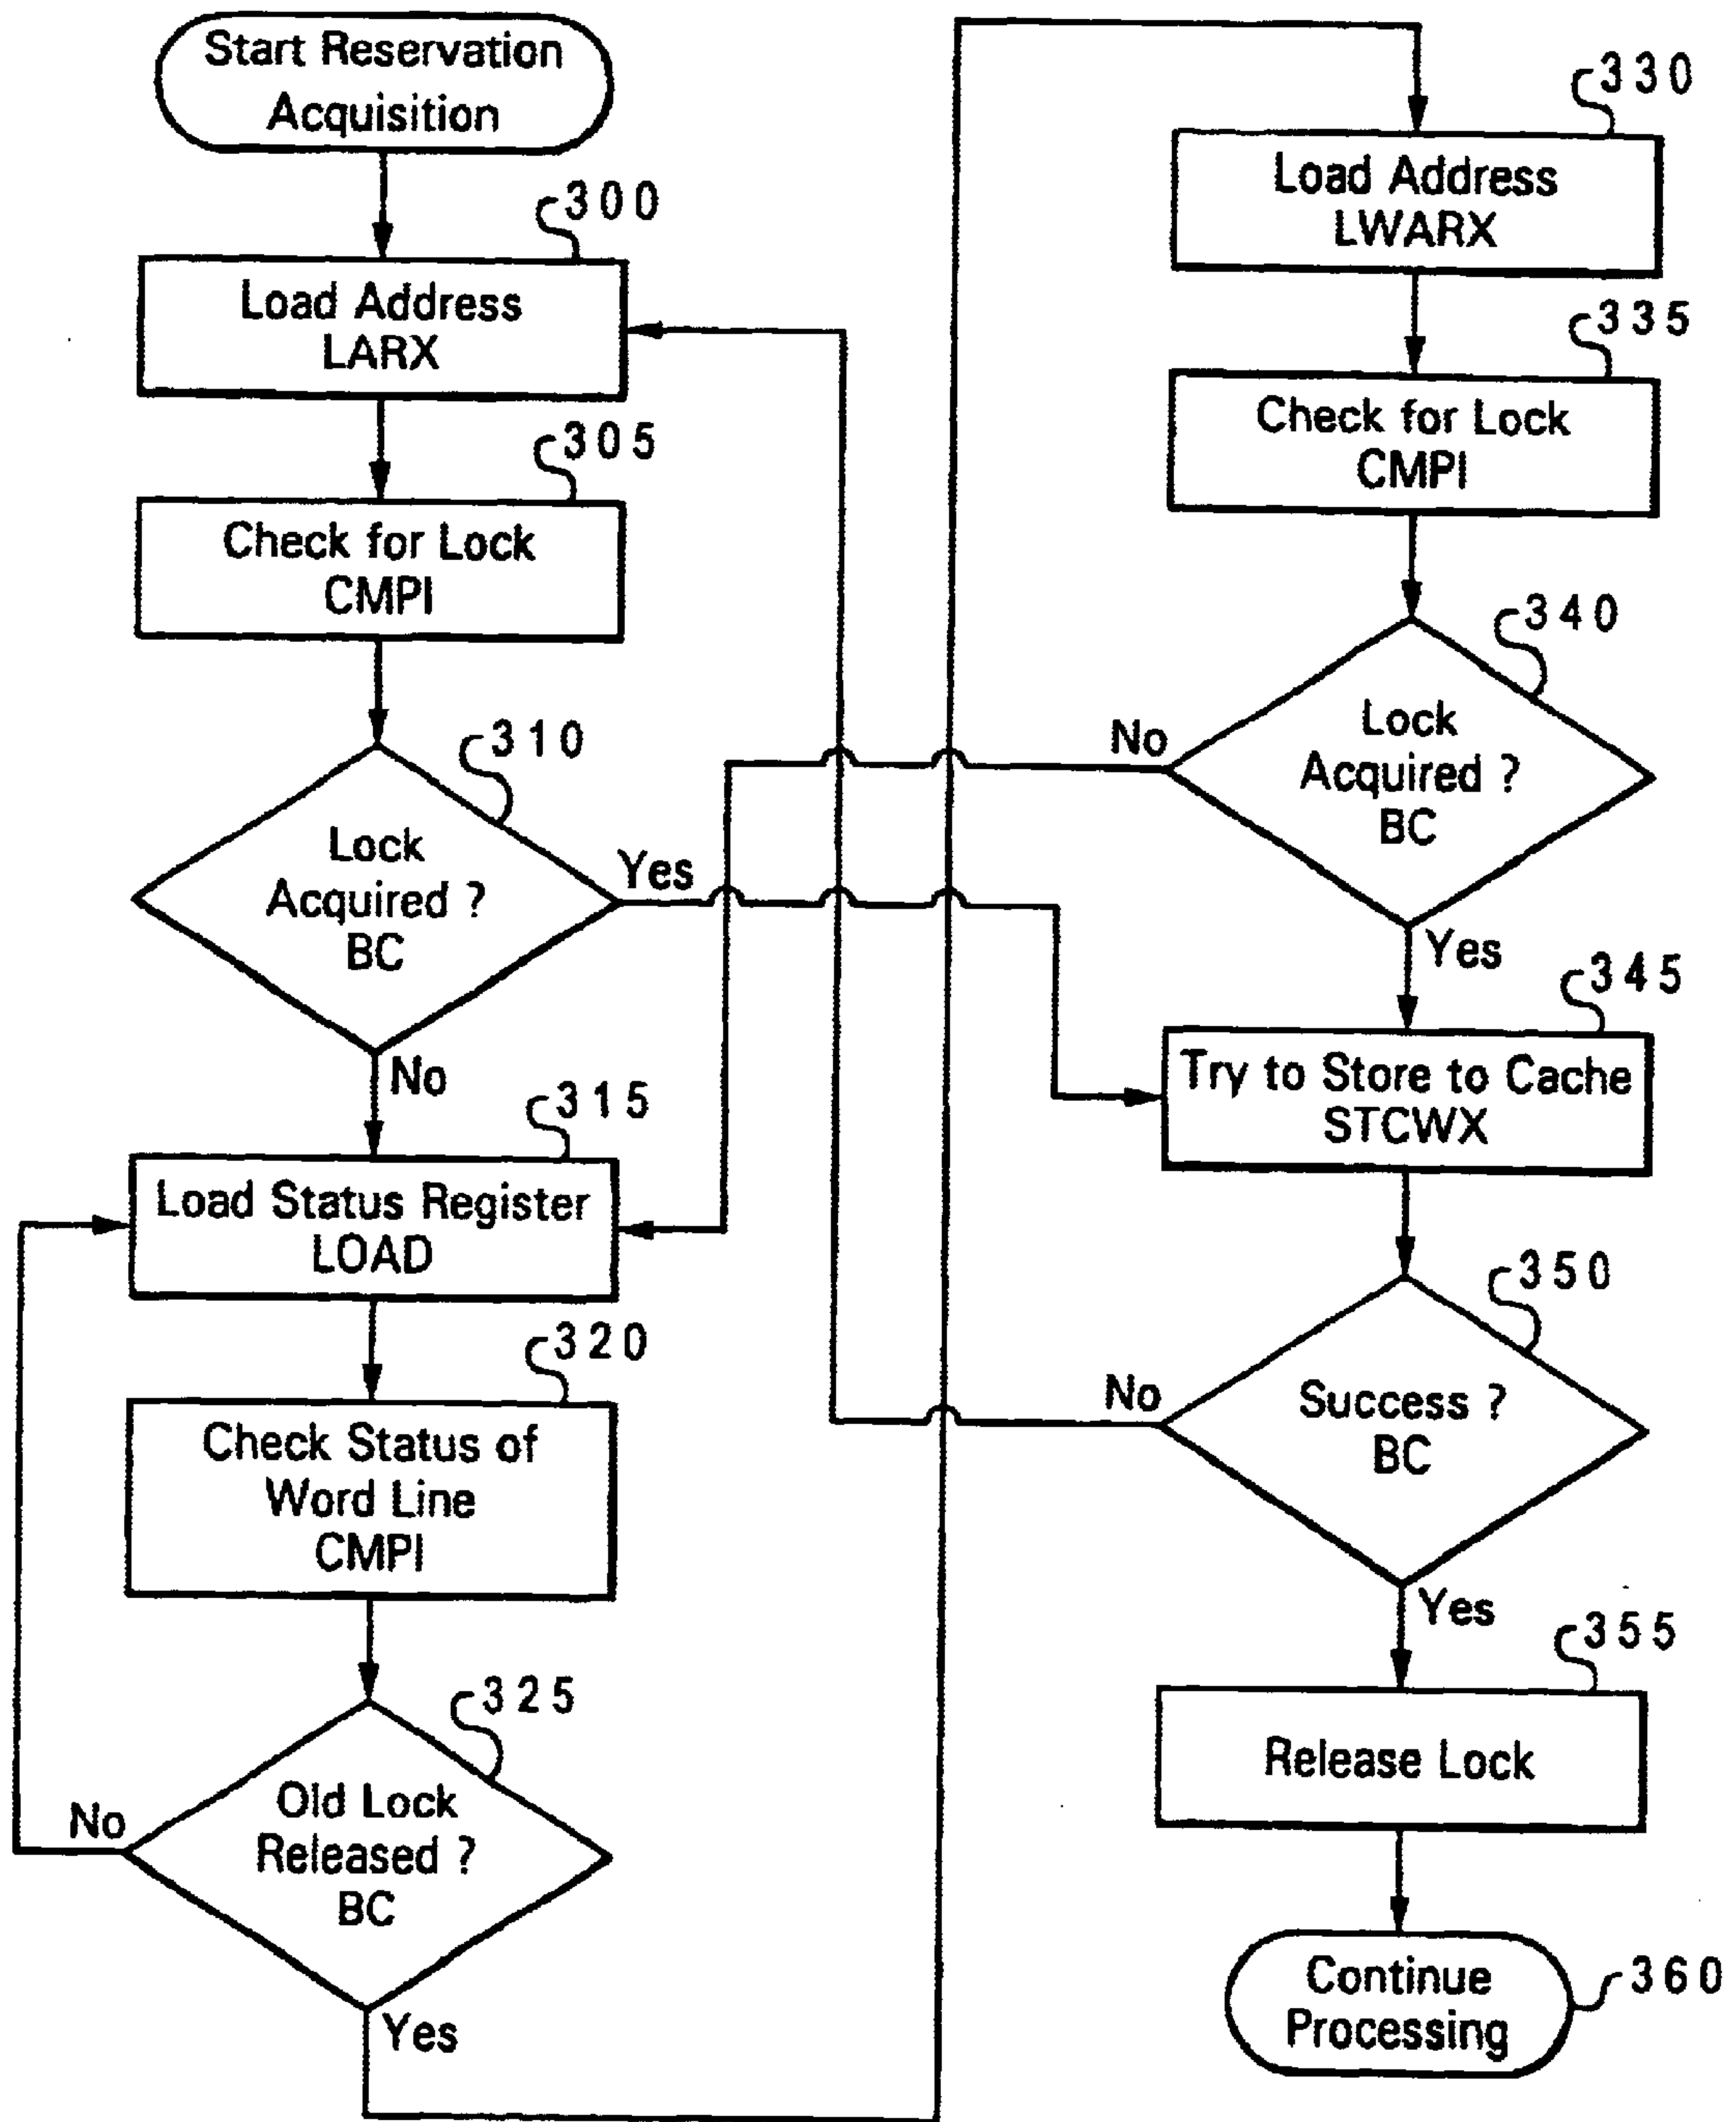 Start Reservation
Acquisition
300
Load Address
LARX
305
Check for Lock
CMPI
310
Lock
Acquired ?
BC
Yes
No
315
Load Status Register
LOAD
320
Check Status of
Word Line
CMPI
325
Old Lock
Released ?
BC
No
Yes
330
Load Address
LWARX
335
Check for Lock
CMPI
340
Lock
Acquired ?
BC
No
Yes
345
Try to Store to Cache
STCWX
350
Success ?
BC
No
Yes
355
Release Lock
Continue
Processing
360